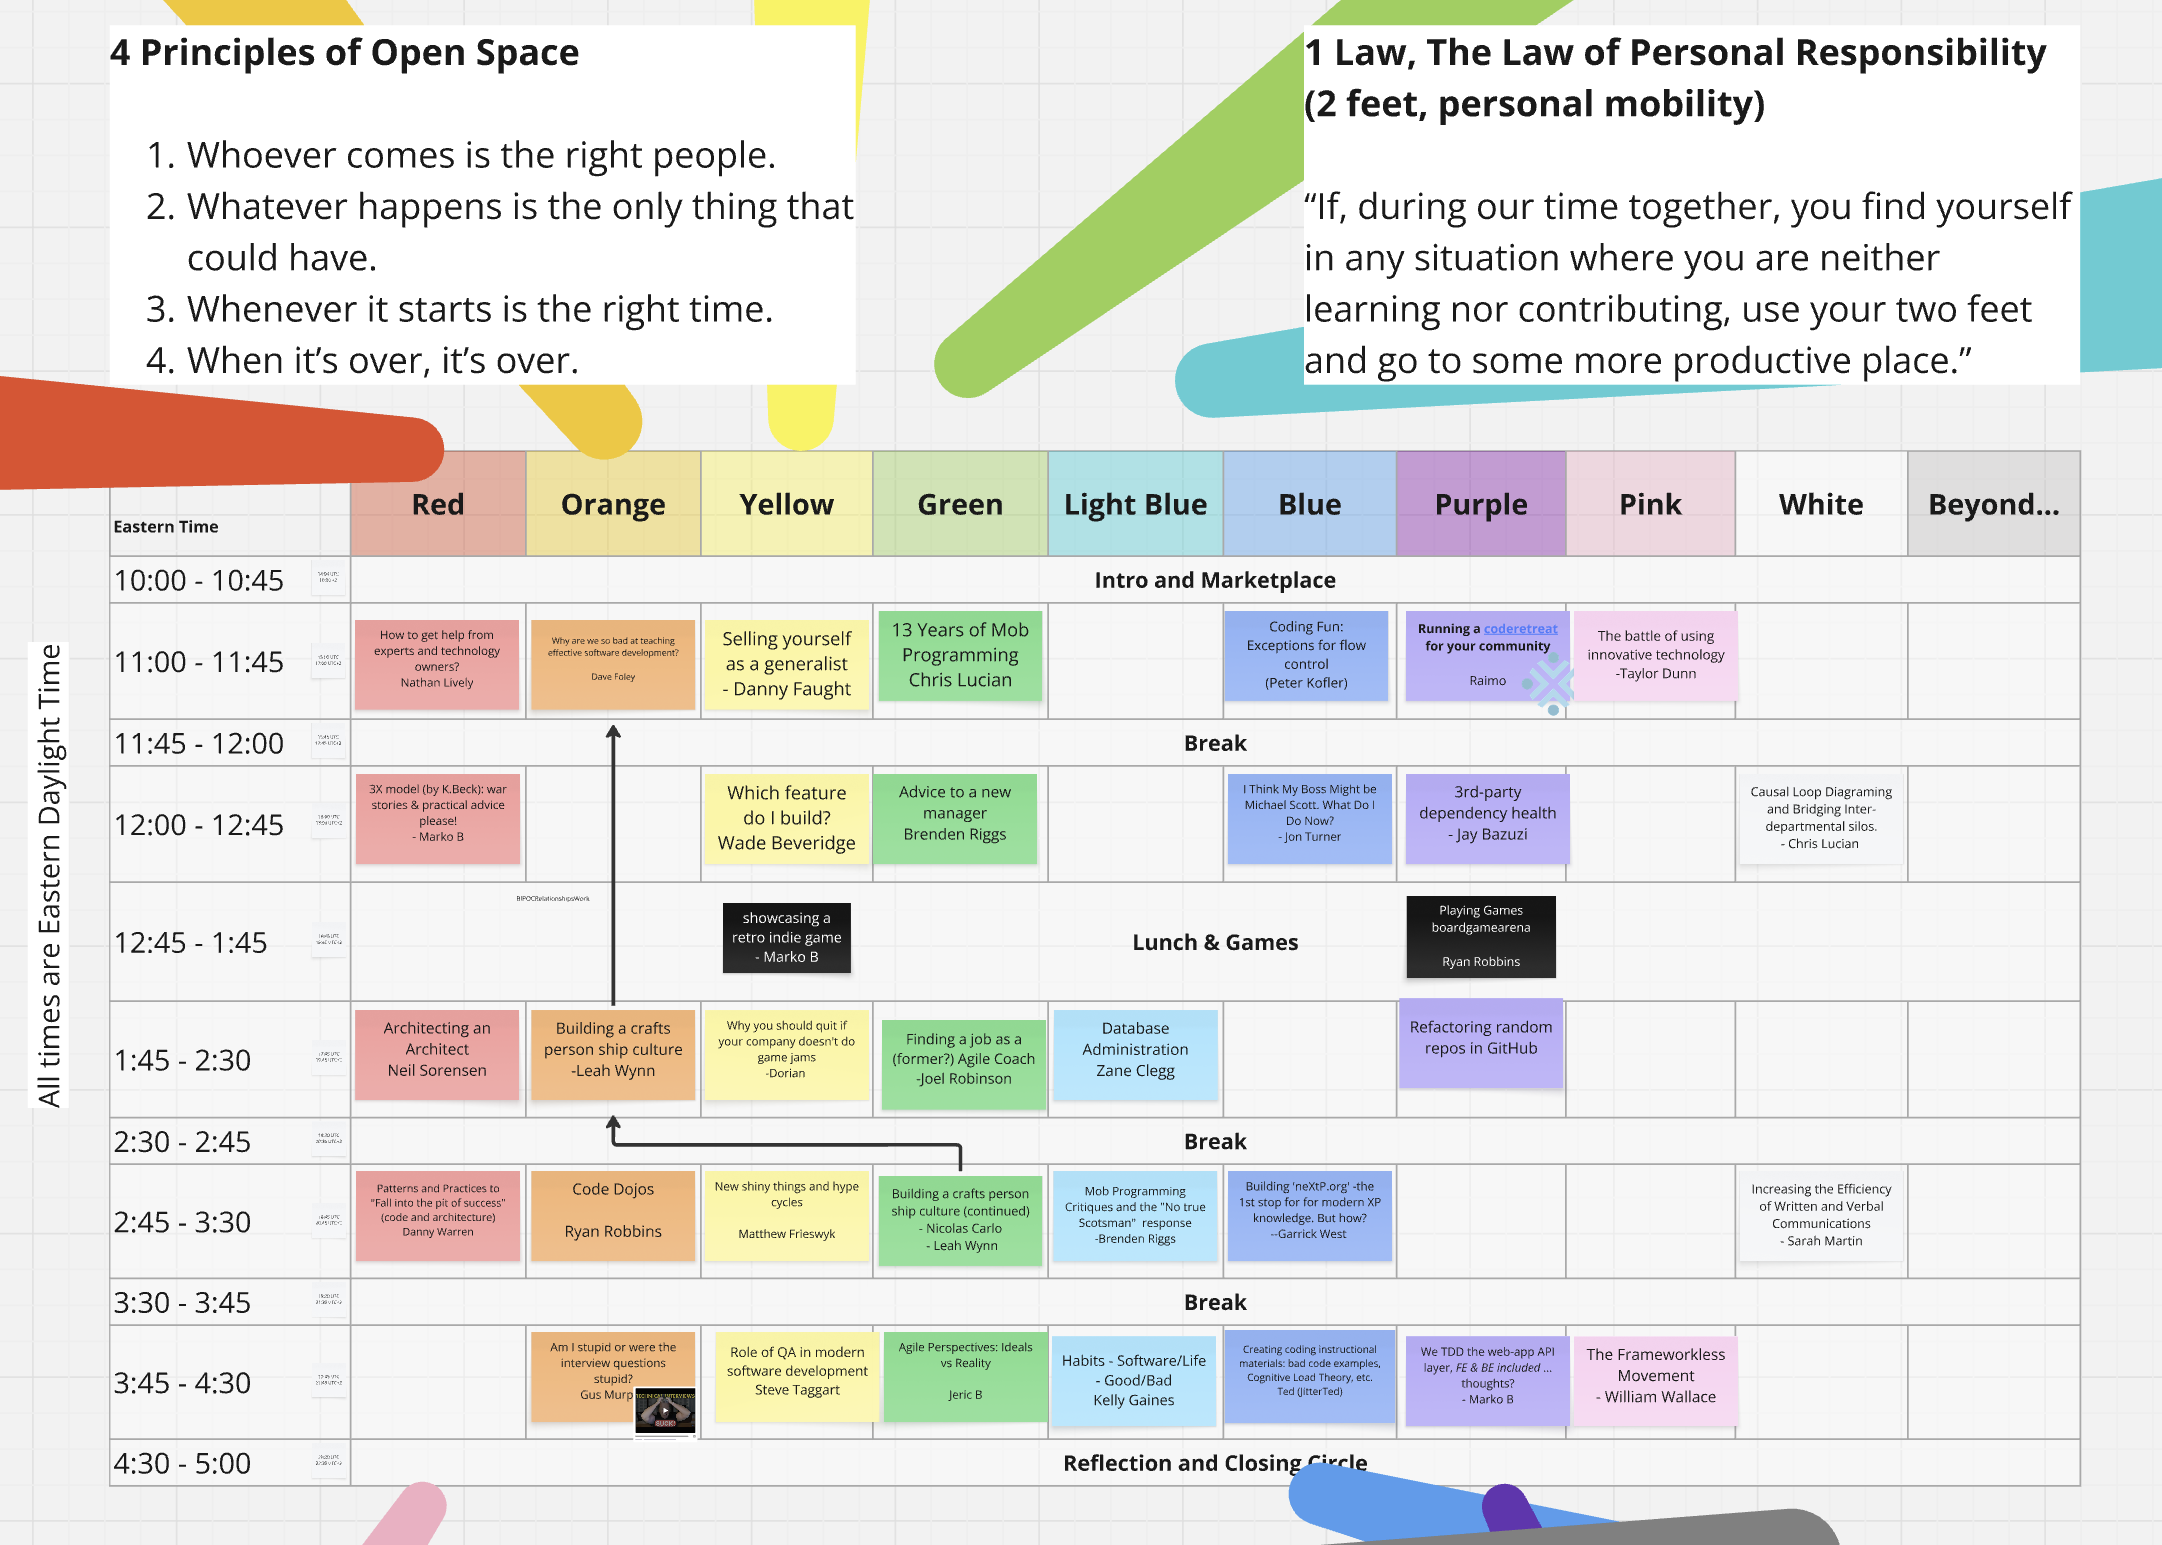 4 Principles of Open Space
1. Whoever comes is the right people.
2. Whatever happens is the only thing that
could have.
3. Whenever it starts is the right time.
4. When it’s over, it’s over.
1 Law, The Law of Personal Responsibility
(2 feet, personal mobility)
“If, during our time together, you find yourself
in any situation where you are neither
learning nor contributing, use your two feet
and go to some more productive place.”
All times are Eastern Daylight Time
Eastern Time
Red
Orange
Yellow
Green
Light Blue
Blue
Purple
Pink
White
Beyond...
10:00 - 10:45
Intro and Marketplace
11:00 - 11:45
How to get help from
experts and technology
owners?
Nathan Lively
Why are we so bad at teaching
effective software development?
Dave Foley
Selling yourself
as a generalist
- Danny Faught
13 Years of Mob
Programming
Chris Lucian
Coding Fun:
Exceptions for flow
control
(Peter Kofler)
Running a coderetreat
for your community
Raimo
The battle of using
innovative technology
-Taylor Dunn
11:45 - 12:00
Break
12:00 - 12:45
3X model (by K.Beck): war
stories & practical advice
please!
- Marko B
Which feature
do I build?
Wade Beveridge
Advice to a new
manager
Brenden Riggs
I Think My Boss Might be
Michael Scott. What Do I
Do Now?
- Jon Turner
3rd-party
dependency health
- Jay Bazuzi
Causal Loop Diagraming
and Bridging Inter-
departmental silos.
- Chris Lucian
12:45 - 1:45
BIPOCRelationshipsWork
showcasing a
retro indie game
- Marko B
Lunch & Games
Playing Games
boardgamearena
Ryan Robbins
1:45 - 2:30
Architecting an
Architect
Neil Sorensen
Building a crafts
person ship culture
-Leah Wynn
Why you should quit if
your company doesn't do
game jams
-Dorian
Finding a job as a
(former?) Agile Coach
-Joel Robinson
Database
Administration
Zane Clegg
Refactoring random
repos in GitHub
2:30 - 2:45
Break
2:45 - 3:30
Patterns and Practices to
"Fall into the pit of success"
(code and architecture)
Danny Warren
Code Dojos
Ryan Robbins
New shiny things and hype
cycles
Matthew Frieswyk
Building a crafts person
ship culture (continued)
- Nicolas Carlo
- Leah Wynn
Mob Programming
Critiques and the "No true
Scotsman" response
-Brenden Riggs
Building 'neXtP.org' -the
1st stop for for modern XP
knowledge. But how?
--Garrick West
Increasing the Efficiency
of Written and Verbal
Communications
- Sarah Martin
3:30 - 3:45
Break
3:45 - 4:30
Am I stupid or were the
interview questions
stupid?
Gus Murp
TECHNICAL INTERVIEWS
SUCK!
Role of QA in modern
software development
Steve Taggart
Agile Perspectives: Ideals
vs Reality
Jeric B
Habits - Software/Life
- Good/Bad
Kelly Gaines
Creating coding instructional
materials: bad code examples,
Cognitive Load Theory, etc.
Ted (JitterTed)
We TDD the web-app API
layer, FE & BE included ...
thoughts?
- Marko B
The Frameworkless
Movement
- William Wallace
4:30 - 5:00
Reflection and Closing Circle